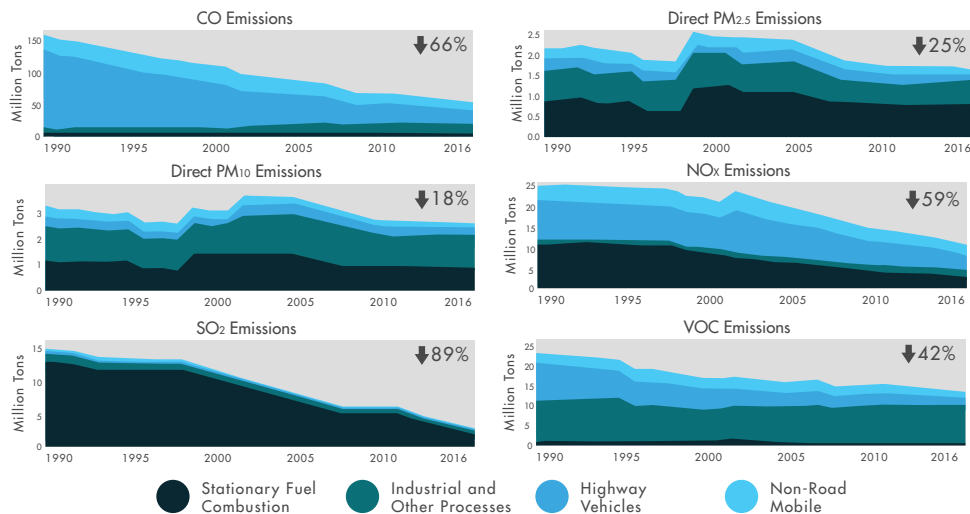 CO Emissions
Million Tons
150
100
50
0
66%
1990 1995 2000 2005 2010 2016
Direct PM2.5 Emissions
Million Tons
2.5
2.0
1.5
1.0
0.5
0.0
25%
1990 1995 2000 2005 2010 2016
Direct PM10 Emissions
Million Tons
3
2
1
0
18%
1990 1995 2000 2005 2010 2016
NOX Emissions
Million Tons
25
20
15
10
5
0
59%
1990 1995 2000 2005 2010 2016
SO2 Emissions
Million Tons
15
10
5
0
89%
1990 1995 2000 2005 2010 2016
VOC Emissions
Million Tons
25
20
15
10
5
0
42%
1990 1995 2000 2005 2010 2016
Stationary Fuel
Combustion
Industrial and
Other Processes
Highway
Vehicles
Non-Road
Mobile